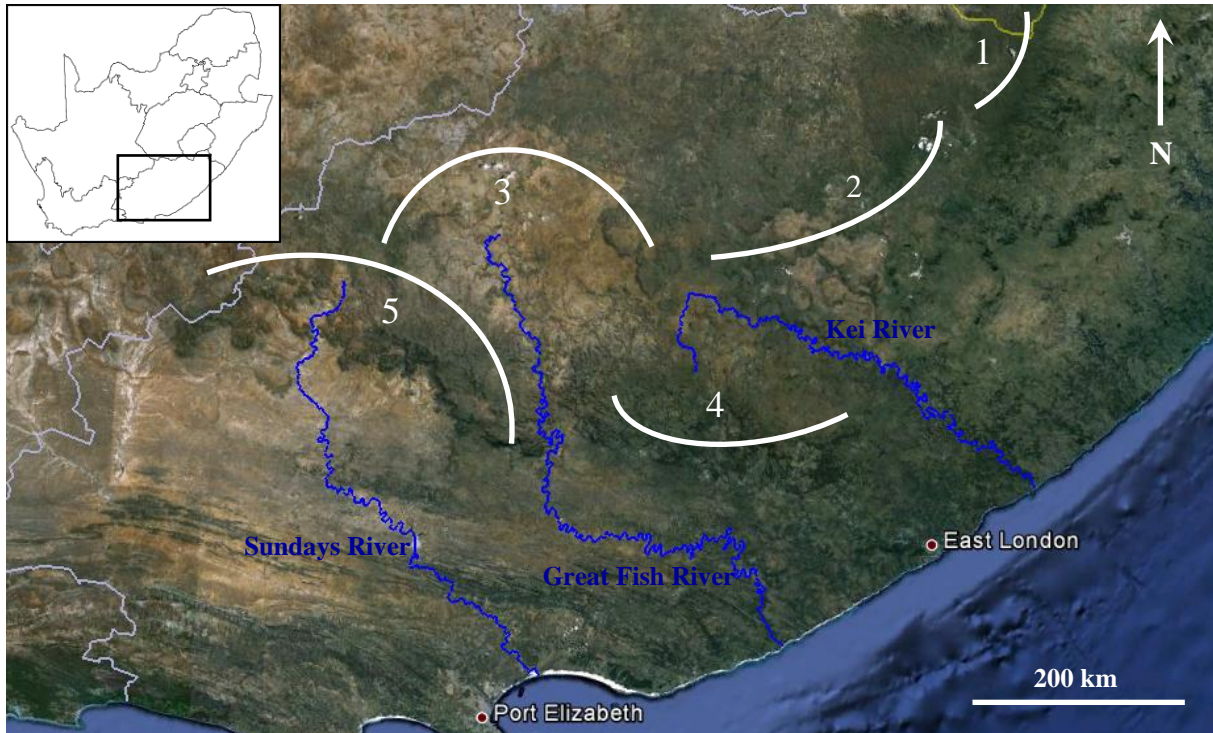 1
N
2
3
5
Kei River
4
East London
Sundays River
Great Fish River
200 km
Port Elizabeth